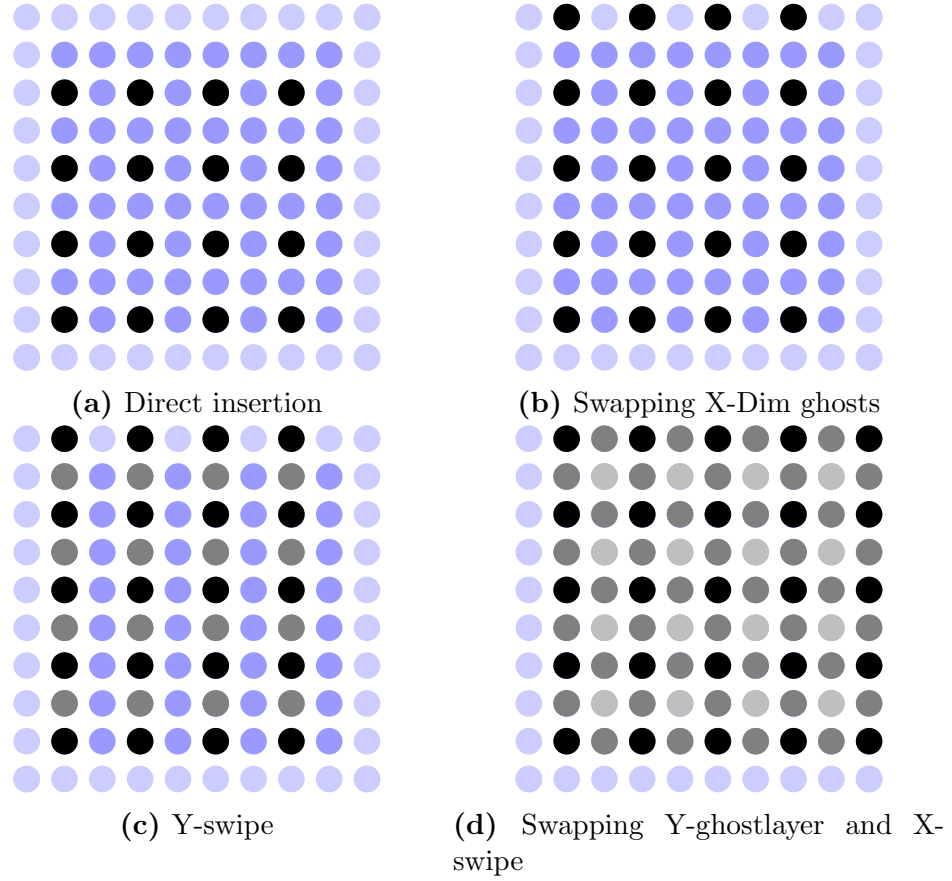 (a) Direct insertion
(b) Swapping X-Dim ghosts
(c) Y-swipe
(d) Swapping Y-ghostlayer and X-
swipe